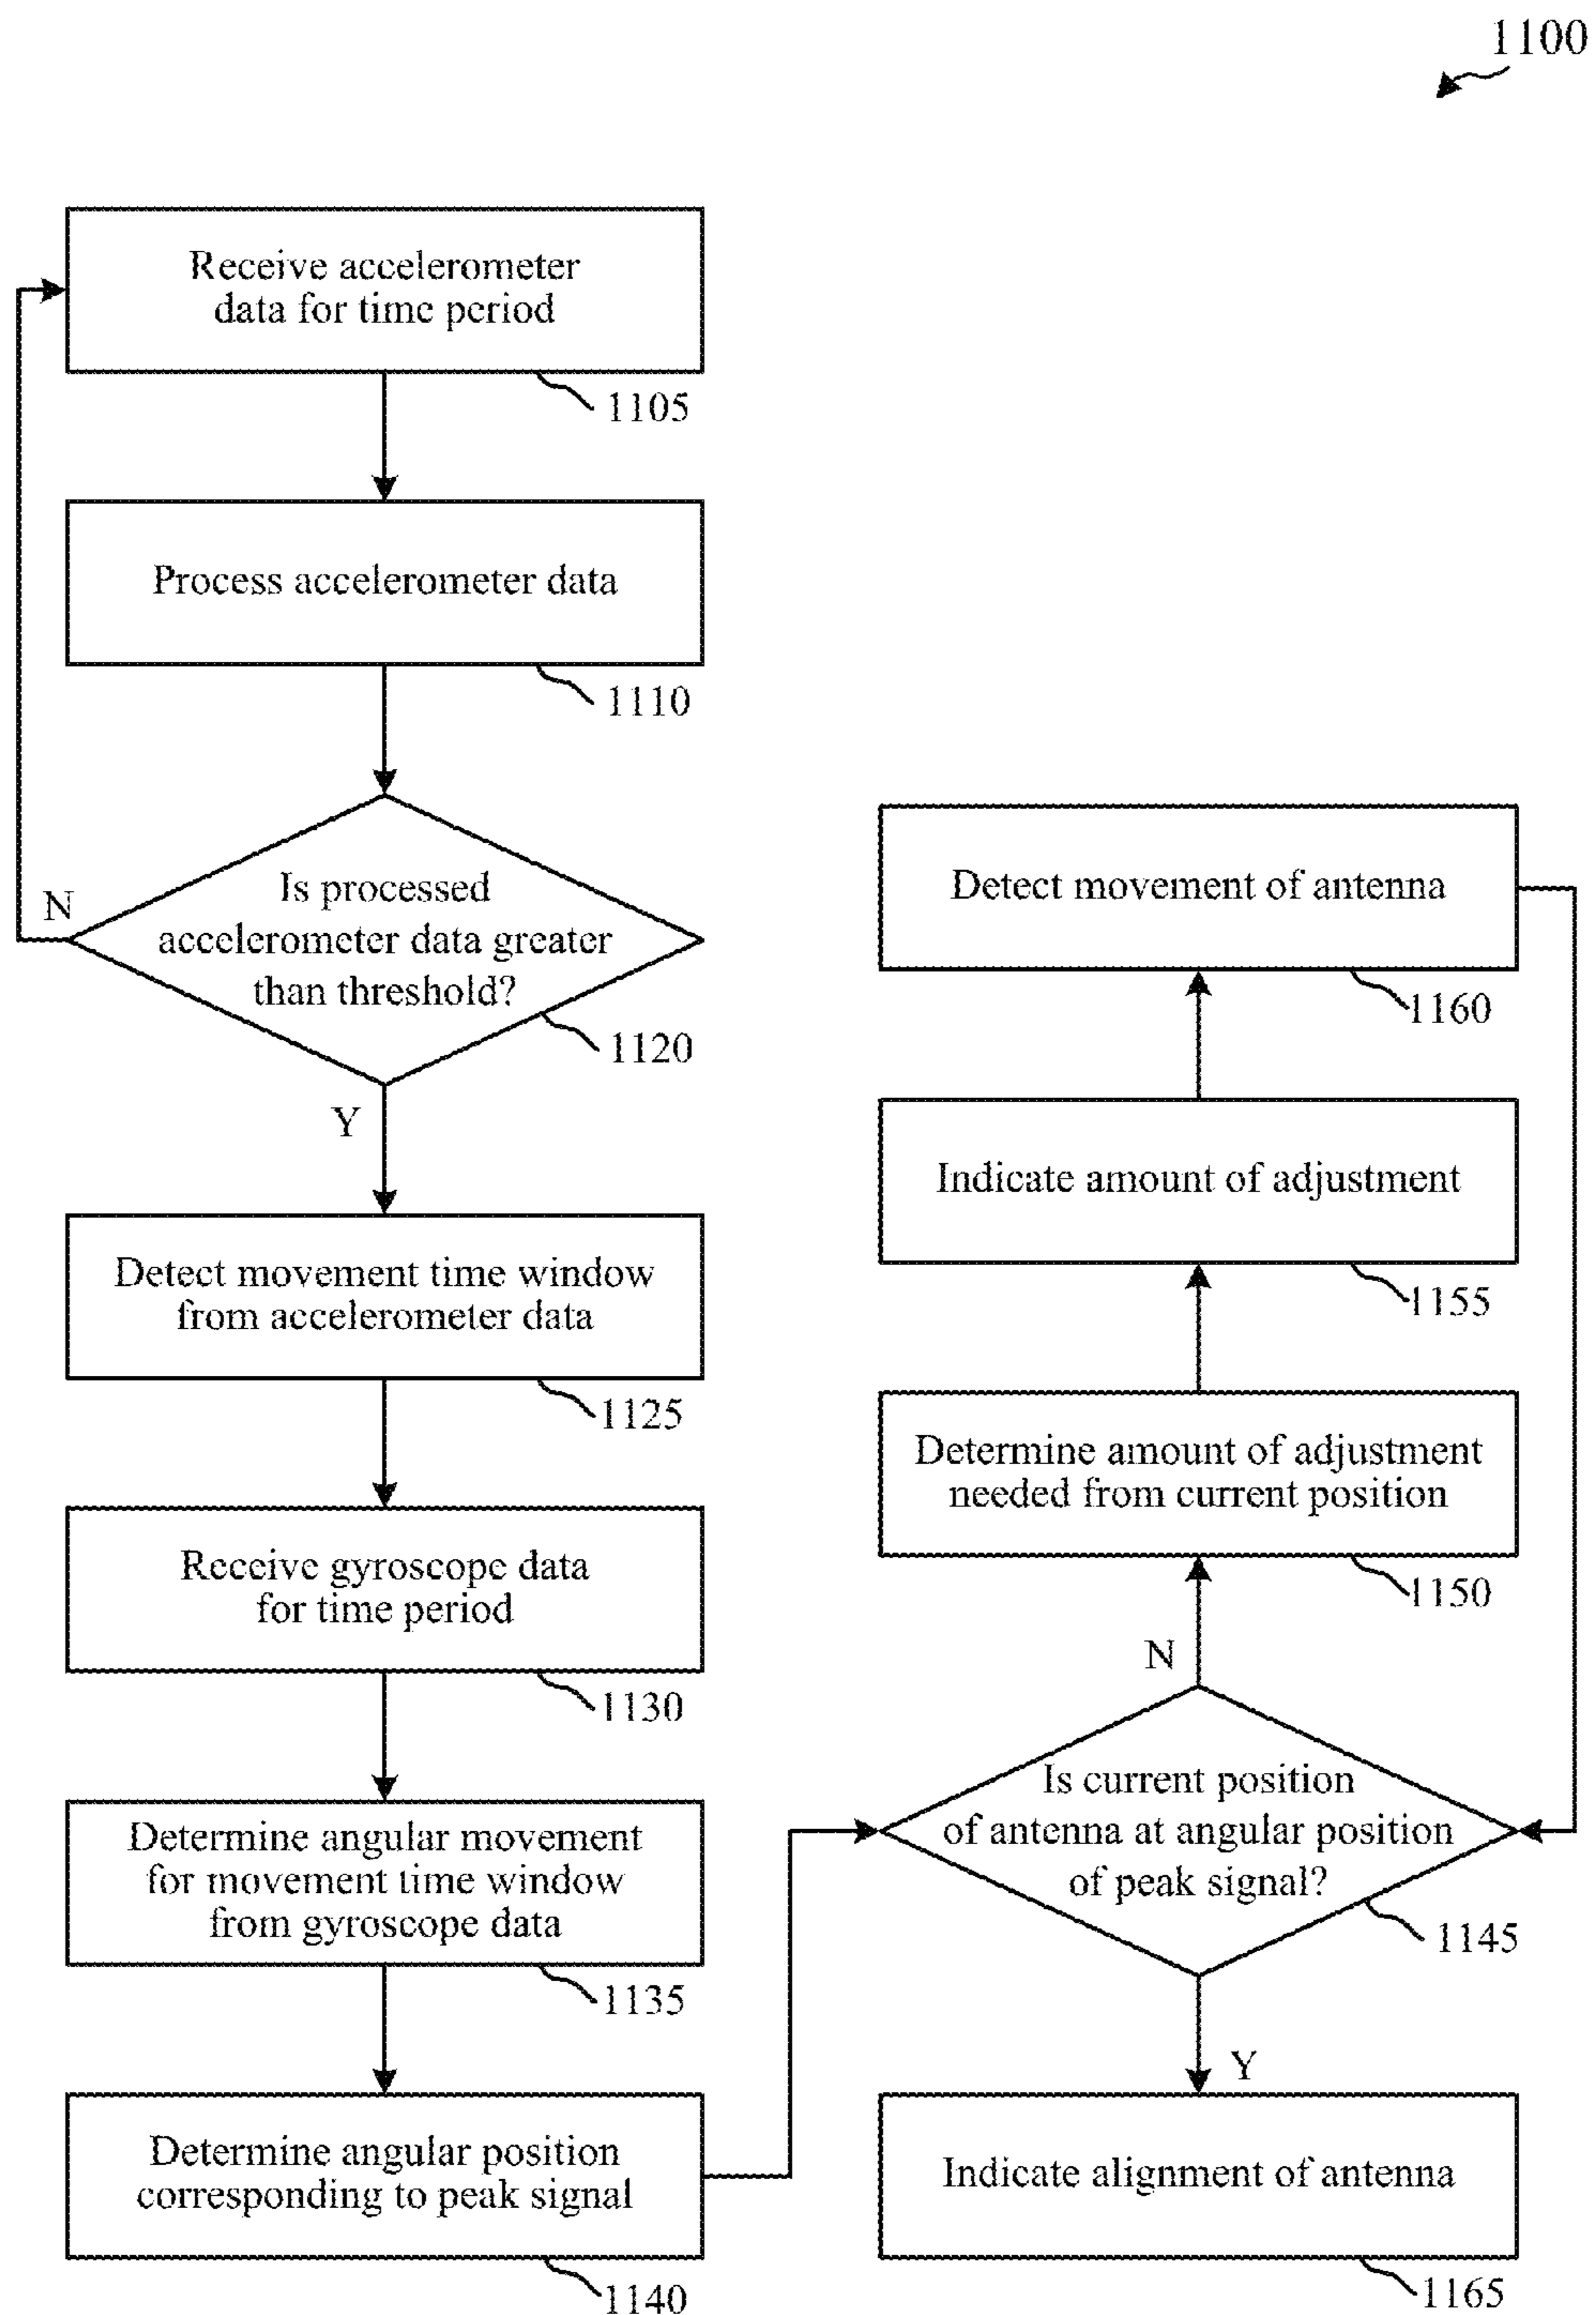 1100
Receive accelerometer
data for time period
1105
Process accelerometer data
1110
Is processed
accelerometer data greater
than threshold?
N
1120
Y
Detect movement time window
from accelerometer data
1125
Receive gyroscope data
for time period
1130
Determine angular movement
for movement time window
from gyroscope data
1135
Determine angular position
corresponding to peak signal
1140
Detect movement of antenna
1160
Indicate amount of adjustment
1155
Determine amount of adjustment
needed from current position
1150
N
Is current position
of antenna at angular position
of peak signal?
1145
Y
Indicate alignment of antenna
1165